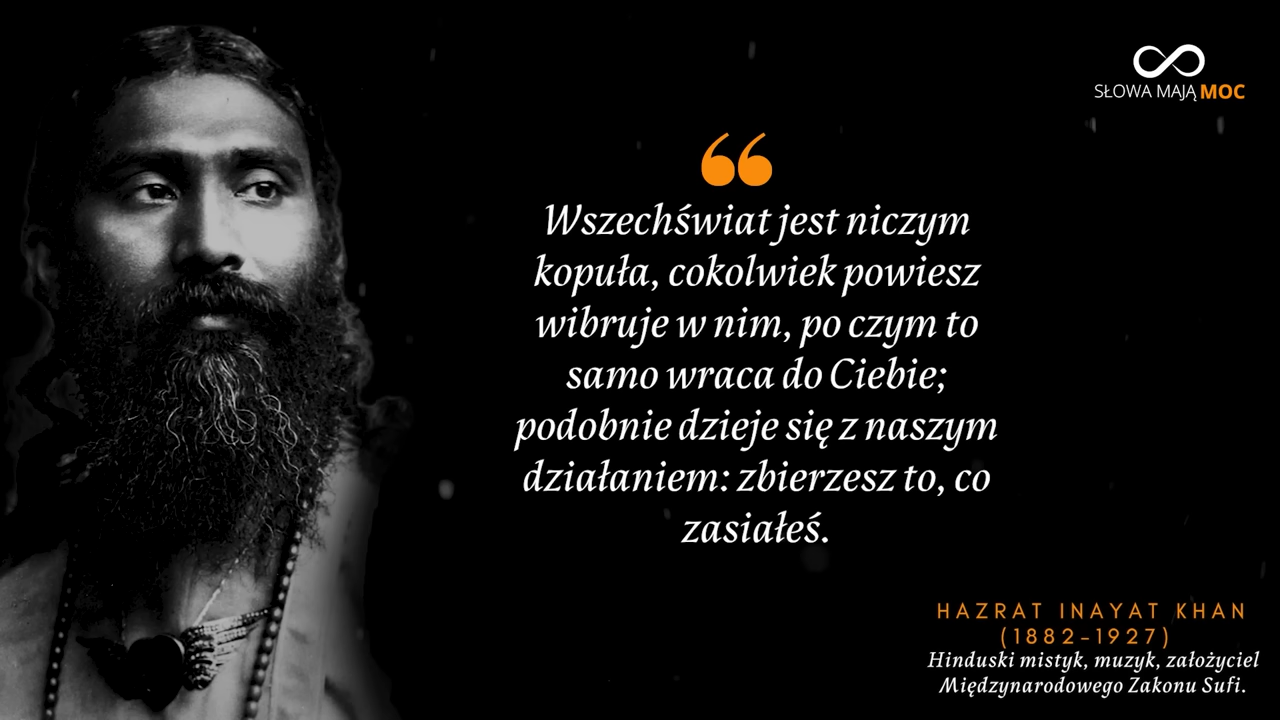 SŁOWA MAJĄ MOC
Wszechświat jest niczym
kopuła, cokolwiek powiesz
wibruje w nim, po czym to
samo wraca do Ciebie;
podobnie dzieje się z naszym
działaniem: zbierzesz to, co
zasiałeś.
HAZRAT INAYAT KHAN
(1882-1927)
Hinduski mistyk, muzyk, założyciel
Międzynarodowego Zakonu Sufi.